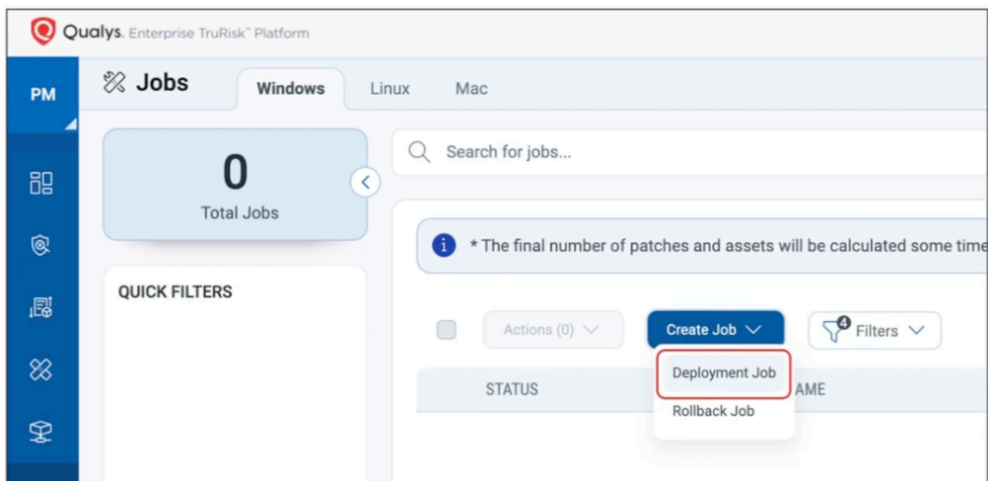 Qualys. Enterprise TruRisk™ Platform
PM
Jobs
Windows
Linux
Mac
0
Total Jobs
Search for jobs...
* The final number of patches and assets will be calculated some time
QUICK FILTERS
Actions (0)
Create Job
4
Filters
Deployment Job
STATUS
AME
Rollback Job